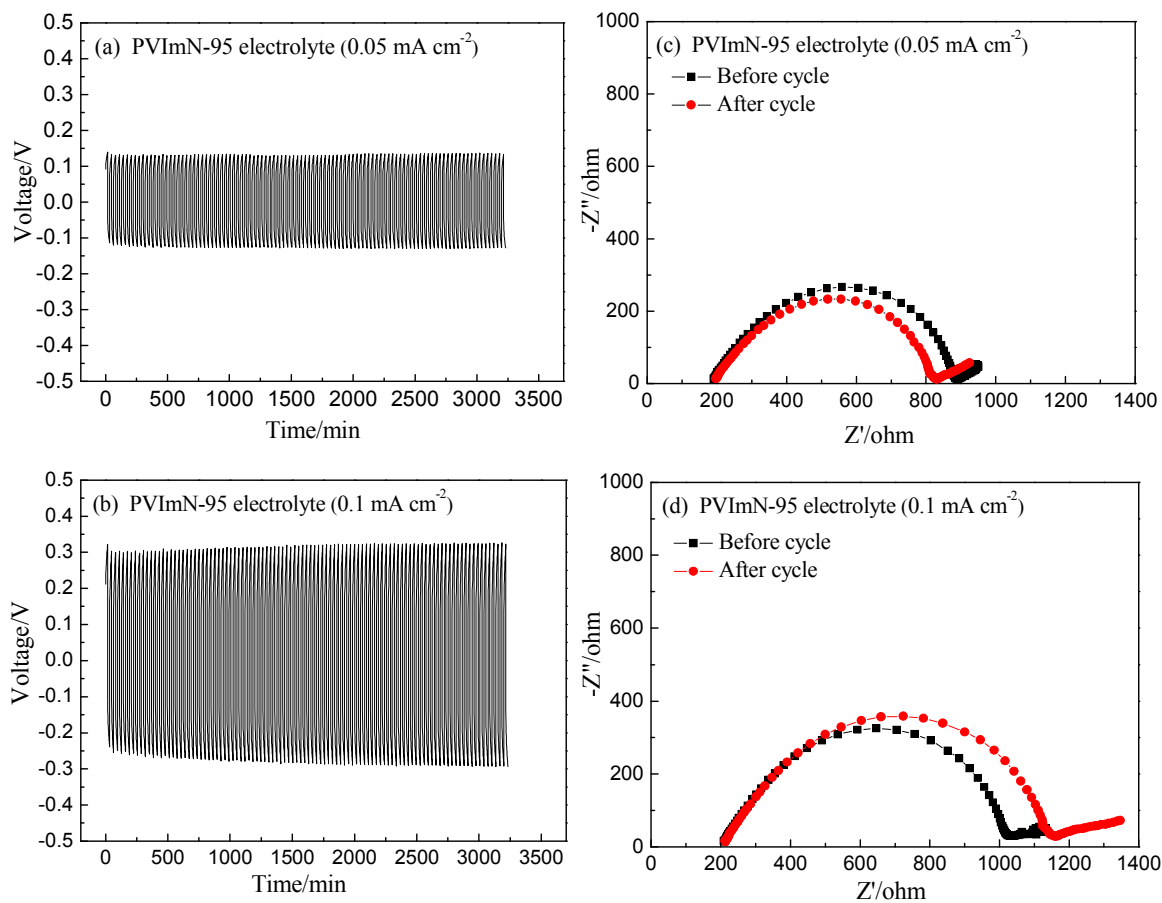 (a) PVImN-95 electrolyte (0.05 mA cm-2)
0.5
0.4
0.3
0.2
0.1
0.0
-0.1
-0.2
-0.3
-0.4
-0.5
Voltage/V
0 500 1000 1500 2000 2500 3000 3500
Time/min
(c) PVImN-95 electrolyte (0.05 mA cm-2)
Before cycle
After cycle
1000
800
600
400
200
0
-Z''/ohm
0 200 400 600 800 1000 1200 1400
Z'/ohm
(b) PVImN-95 electrolyte (0.1 mA cm-2)
0.5
0.4
0.3
0.2
0.1
0.0
-0.1
-0.2
-0.3
-0.4
-0.5
Voltage/V
0 500 1000 1500 2000 2500 3000 3500
Time/min
(d) PVImN-95 electrolyte (0.1 mA cm-2)
Before cycle
After cycle
1000
800
600
400
200
0
-Z''/ohm
0 200 400 600 800 1000 1200 1400
Z'/ohm